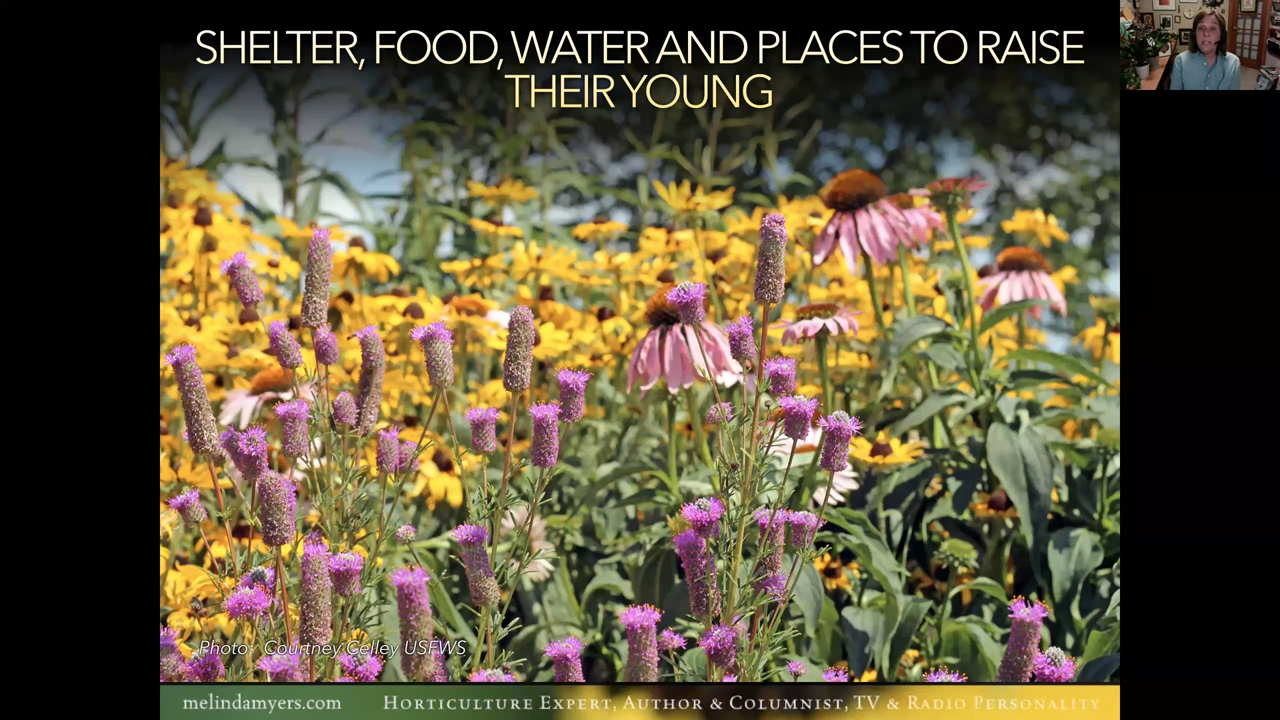 SHELTER, FOOD, WATER AND PLACES TO RAISE
THEIR YOUNG
Photo: Courtney Celley USFWS
melindamyers.com HORTICULTURE EXPERT, AUTHOR & COLUMNIST, TV & RADIO PERSONALITY